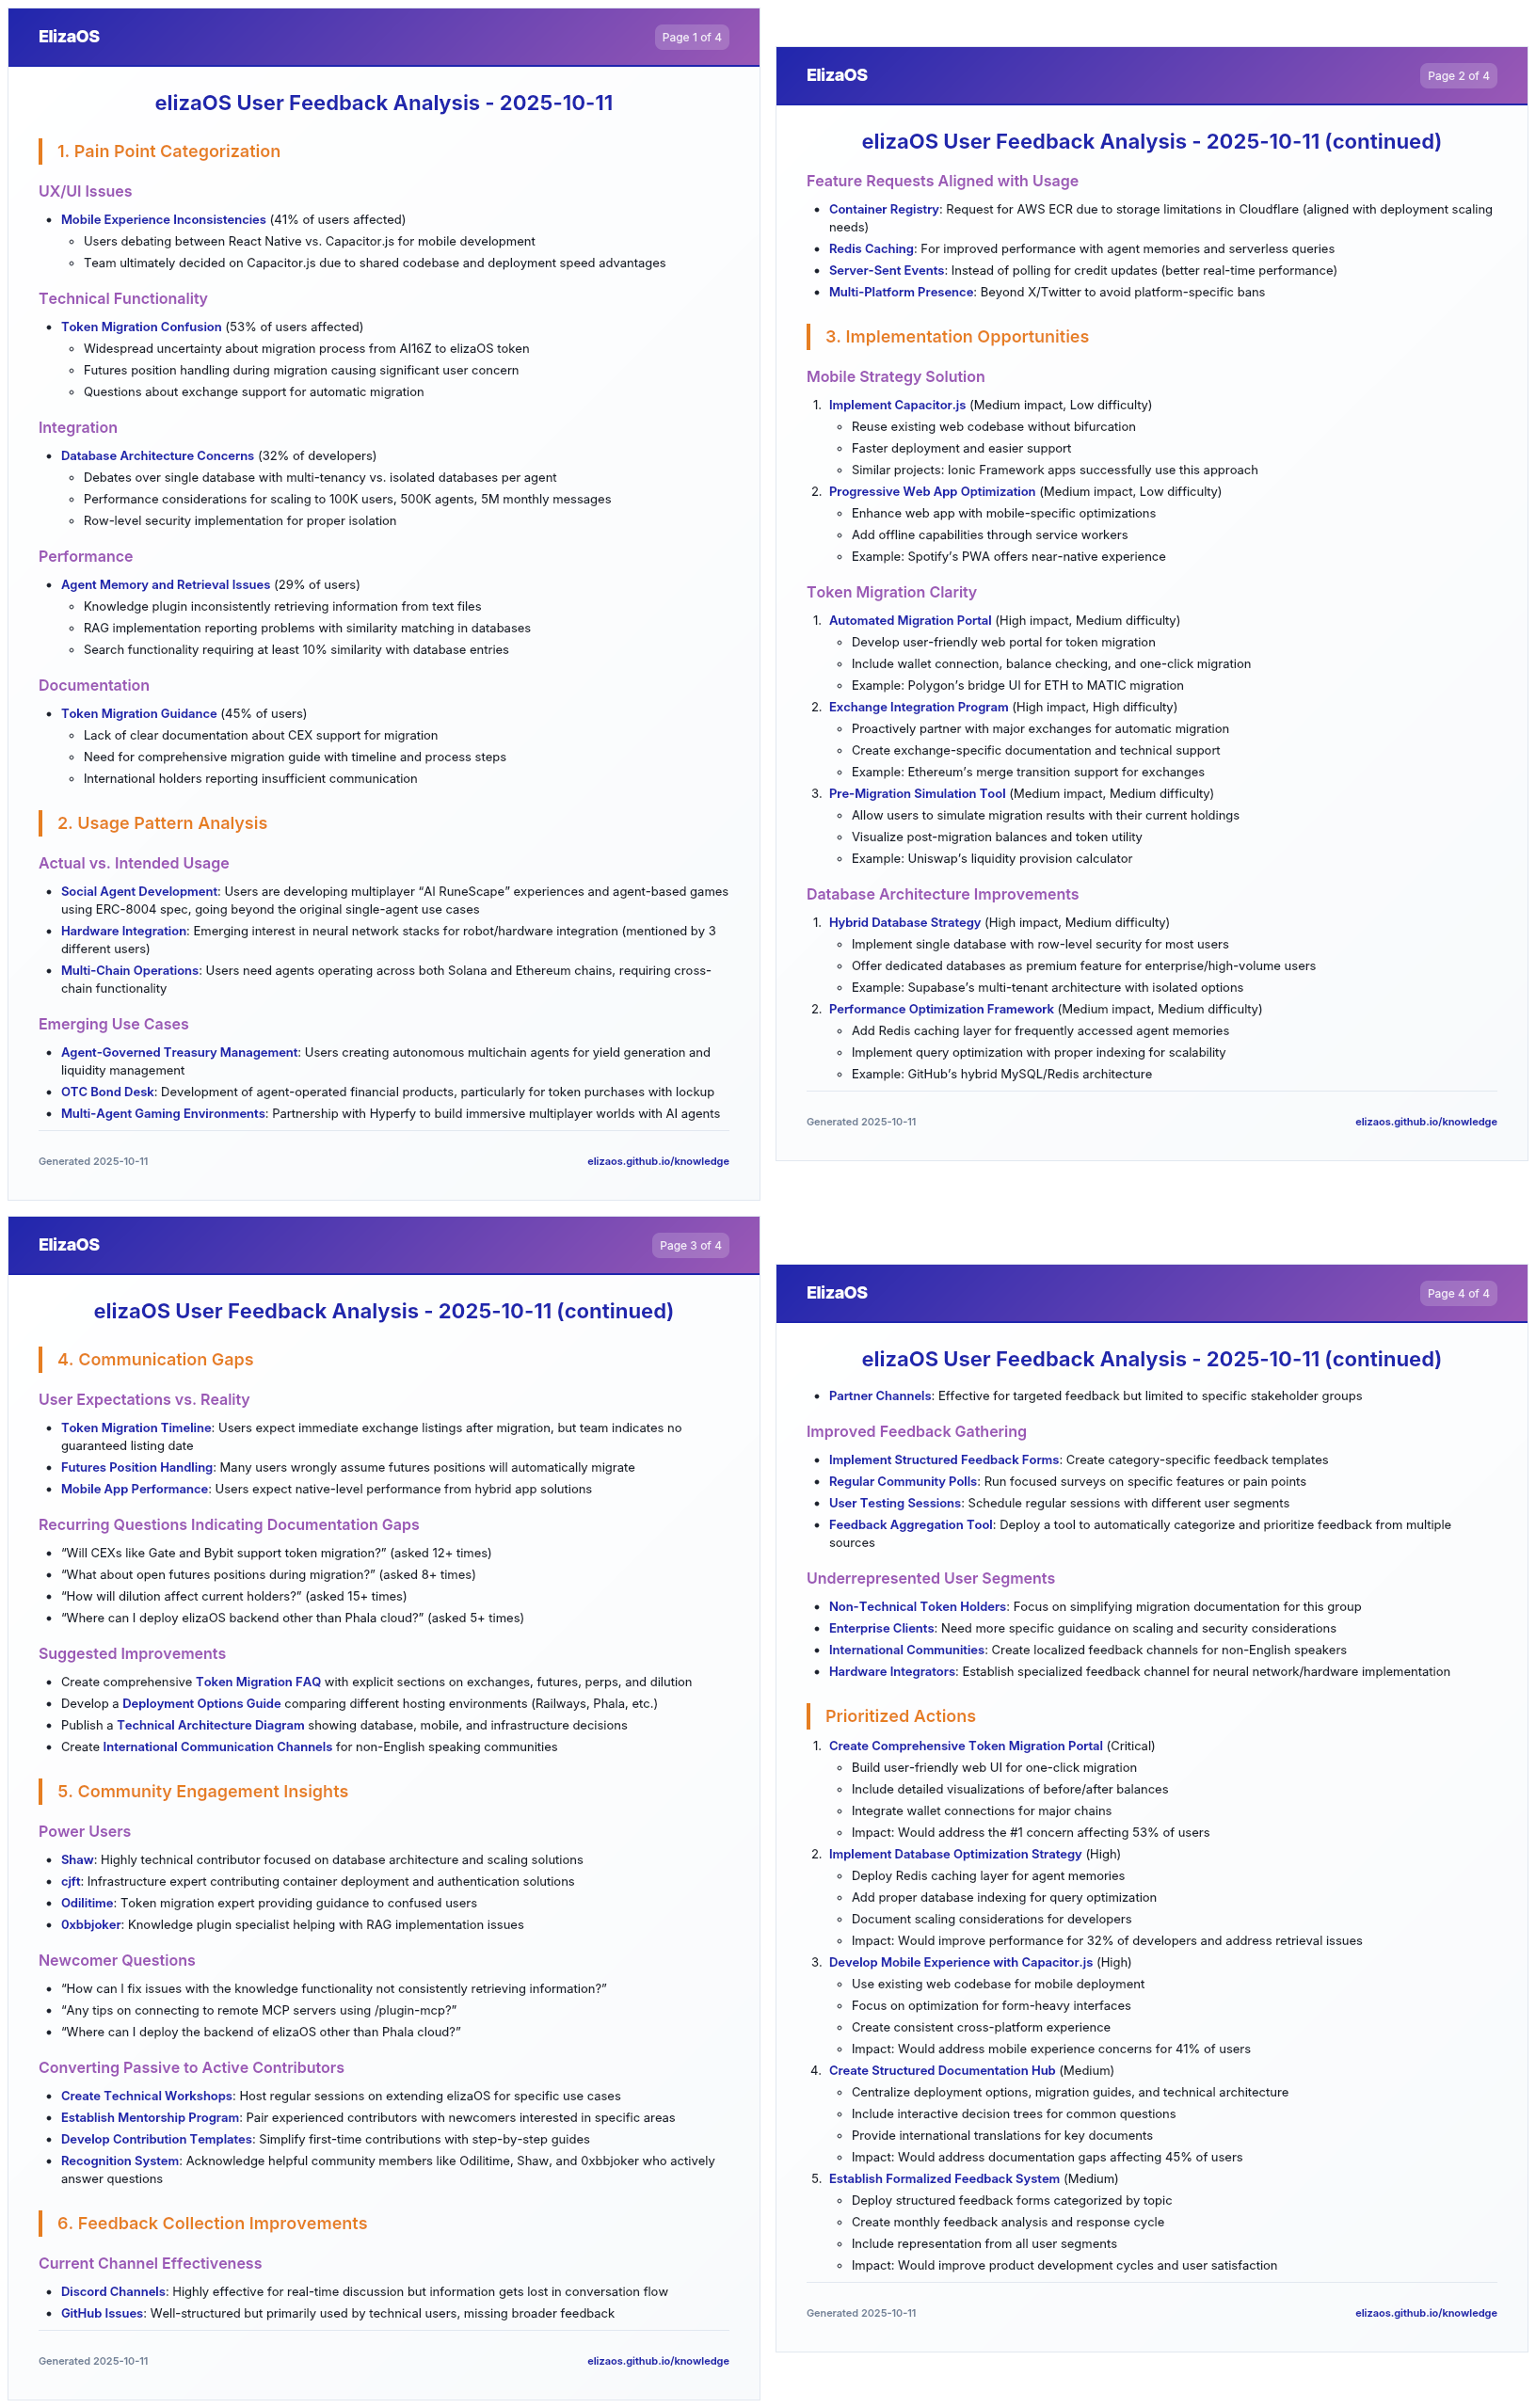 ElizaOS
Page 1 of 4
elizaOS User Feedback Analysis - 2025-10-11
1. Pain Point Categorization
UX/UI Issues
• Mobile Experience Inconsistencies (41% of users affected)
◦ Users debating between React Native vs. Capacitor.js for mobile development
◦ Team ultimately decided on Capacitor.js due to shared codebase and deployment speed advantages
Technical Functionality
• Token Migration Confusion (53% of users affected)
◦ Widespread uncertainty about migration process from AI16Z to elizaOS token
◦ Futures position handling during migration causing significant user concern
◦ Questions about exchange support for automatic migration
Integration
• Database Architecture Concerns (32% of developers)
◦ Debates over single database with multi-tenancy vs. isolated databases per agent
◦ Performance considerations for scaling to 100K users, 500K agents, 5M monthly messages
◦ Row-level security implementation for proper isolation
Performance
• Agent Memory and Retrieval Issues (29% of users)
◦ Knowledge plugin inconsistently retrieving information from text files
◦ RAG implementation reporting problems with similarity matching in databases
◦ Search functionality requiring at least 10% similarity with database entries
Documentation
• Token Migration Guidance (45% of users)
◦ Lack of clear documentation about CEX support for migration
◦ Need for comprehensive migration guide with timeline and process steps
◦ International holders reporting insufficient communication
2. Usage Pattern Analysis
Actual vs. Intended Usage
• Social Agent Development: Users are developing multiplayer “AI RuneScape” experiences and agent-based games
using ERC-8004 spec, going beyond the original single-agent use cases
• Hardware Integration: Emerging interest in neural network stacks for robot/hardware integration (mentioned by 3
different users)
• Multi-Chain Operations: Users need agents operating across both Solana and Ethereum chains, requiring cross-
chain functionality
Emerging Use Cases
• Agent-Governed Treasury Management: Users creating autonomous multichain agents for yield generation and
liquidity management
• OTC Bond Desk: Development of agent-operated financial products, particularly for token purchases with lockup
• Multi-Agent Gaming Environments: Partnership with Hyperfy to build immersive multiplayer worlds with AI agents
Generated 2025-10-11
elizaos.github.io/knowledge
ElizaOS
Page 2 of 4
elizaOS User Feedback Analysis - 2025-10-11 (continued)
Feature Requests Aligned with Usage
• Container Registry: Request for AWS ECR due to storage limitations in Cloudflare (aligned with deployment scaling
needs)
• Redis Caching: For improved performance with agent memories and serverless queries
• Server-Sent Events: Instead of polling for credit updates (better real-time performance)
• Multi-Platform Presence: Beyond X/Twitter to avoid platform-specific bans
3. Implementation Opportunities
Mobile Strategy Solution
1. Implement Capacitor.js (Medium impact, Low difficulty)
◦ Reuse existing web codebase without bifurcation
◦ Faster deployment and easier support
◦ Similar projects: Ionic Framework apps successfully use this approach
2. Progressive Web App Optimization (Medium impact, Low difficulty)
◦ Enhance web app with mobile-specific optimizations
◦ Add offline capabilities through service workers
◦ Example: Spotify’s PWA offers near-native experience
Token Migration Clarity
1. Automated Migration Portal (High impact, Medium difficulty)
◦ Develop user-friendly web portal for token migration
◦ Include wallet connection, balance checking, and one-click migration
◦ Example: Polygon’s bridge UI for ETH to MATIC migration
2. Exchange Integration Program (High impact, High difficulty)
◦ Proactively partner with major exchanges for automatic migration
◦ Create exchange-specific documentation and technical support
◦ Example: Ethereum’s merge transition support for exchanges
3. Pre-Migration Simulation Tool (Medium impact, Medium difficulty)
◦ Allow users to simulate migration results with their current holdings
◦ Visualize post-migration balances and token utility
◦ Example: Uniswap’s liquidity provision calculator
Database Architecture Improvements
1. Hybrid Database Strategy (High impact, Medium difficulty)
◦ Implement single database with row-level security for most users
◦ Offer dedicated databases as premium feature for enterprise/high-volume users
◦ Example: Supabase’s multi-tenant architecture with isolated options
2. Performance Optimization Framework (Medium impact, Medium difficulty)
◦ Add Redis caching layer for frequently accessed agent memories
◦ Implement query optimization with proper indexing for scalability
◦ Example: GitHub’s hybrid MySQL/Redis architecture
Generated 2025-10-11
elizaos.github.io/knowledge
ElizaOS
Page 3 of 4
elizaOS User Feedback Analysis - 2025-10-11 (continued)
4. Communication Gaps
User Expectations vs. Reality
• Token Migration Timeline: Users expect immediate exchange listings after migration, but team indicates no
guaranteed listing date
• Futures Position Handling: Many users wrongly assume futures positions will automatically migrate
• Mobile App Performance: Users expect native-level performance from hybrid app solutions
Recurring Questions Indicating Documentation Gaps
• “Will CEXs like Gate and Bybit support token migration?” (asked 12+ times)
• “What about open futures positions during migration?” (asked 8+ times)
• “How will dilution affect current holders?” (asked 15+ times)
• “Where can I deploy elizaOS backend other than Phala cloud?” (asked 5+ times)
Suggested Improvements
• Create comprehensive Token Migration FAQ with explicit sections on exchanges, futures, perps, and dilution
• Develop a Deployment Options Guide comparing different hosting environments (Railways, Phala, etc.)
• Publish a Technical Architecture Diagram showing database, mobile, and infrastructure decisions
• Create International Communication Channels for non-English speaking communities
5. Community Engagement Insights
Power Users
• Shaw: Highly technical contributor focused on database architecture and scaling solutions
• cjft: Infrastructure expert contributing container deployment and authentication solutions
• Odilitime: Token migration expert providing guidance to confused users
• 0xbbjoker: Knowledge plugin specialist helping with RAG implementation issues
Newcomer Questions
• “How can I fix issues with the knowledge functionality not consistently retrieving information?”
• “Any tips on connecting to remote MCP servers using /plugin-mcp?”
• “Where can I deploy the backend of elizaOS other than Phala cloud?”
Converting Passive to Active Contributors
• Create Technical Workshops: Host regular sessions on extending elizaOS for specific use cases
• Establish Mentorship Program: Pair experienced contributors with newcomers interested in specific areas
• Develop Contribution Templates: Simplify first-time contributions with step-by-step guides
• Recognition System: Acknowledge helpful community members like Odilitime, Shaw, and 0xbbjoker who actively
answer questions
6. Feedback Collection Improvements
Current Channel Effectiveness
• Discord Channels: Highly effective for real-time discussion but information gets lost in conversation flow
• GitHub Issues: Well-structured but primarily used by technical users, missing broader feedback
Generated 2025-10-11
elizaos.github.io/knowledge
ElizaOS
Page 4 of 4
elizaOS User Feedback Analysis - 2025-10-11 (continued)
• Partner Channels: Effective for targeted feedback but limited to specific stakeholder groups
Improved Feedback Gathering
• Implement Structured Feedback Forms: Create category-specific feedback templates
• Regular Community Polls: Run focused surveys on specific features or pain points
• User Testing Sessions: Schedule regular sessions with different user segments
• Feedback Aggregation Tool: Deploy a tool to automatically categorize and prioritize feedback from multiple
sources
Underrepresented User Segments
• Non-Technical Token Holders: Focus on simplifying migration documentation for this group
• Enterprise Clients: Need more specific guidance on scaling and security considerations
• International Communities: Create localized feedback channels for non-English speakers
• Hardware Integrators: Establish specialized feedback channel for neural network/hardware implementation
Prioritized Actions
1. Create Comprehensive Token Migration Portal (Critical)
◦ Build user-friendly web UI for one-click migration
◦ Include detailed visualizations of before/after balances
◦ Integrate wallet connections for major chains
◦ Impact: Would address the #1 concern affecting 53% of users
2. Implement Database Optimization Strategy (High)
◦ Deploy Redis caching layer for agent memories
◦ Add proper database indexing for query optimization
◦ Document scaling considerations for developers
◦ Impact: Would improve performance for 32% of developers and address retrieval issues
3. Develop Mobile Experience with Capacitor.js (High)
◦ Use existing web codebase for mobile deployment
◦ Focus on optimization for form-heavy interfaces
◦ Create consistent cross-platform experience
◦ Impact: Would address mobile experience concerns for 41% of users
4. Create Structured Documentation Hub (Medium)
◦ Centralize deployment options, migration guides, and technical architecture
◦ Include interactive decision trees for common questions
◦ Provide international translations for key documents
◦ Impact: Would address documentation gaps affecting 45% of users
5. Establish Formalized Feedback System (Medium)
◦ Deploy structured feedback forms categorized by topic
◦ Create monthly feedback analysis and response cycle
◦ Include representation from all user segments
◦ Impact: Would improve product development cycles and user satisfaction
Generated 2025-10-11
elizaos.github.io/knowledge